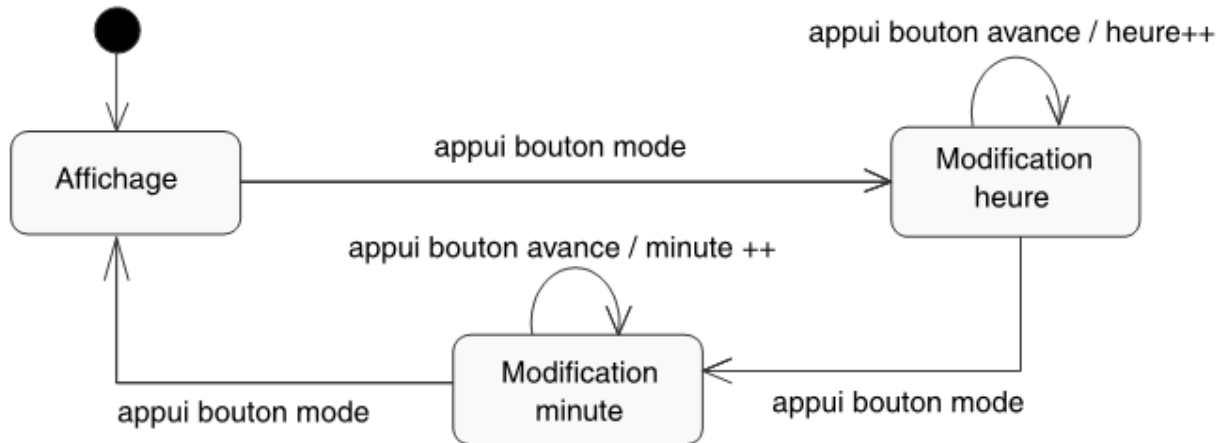 appui bouton avance / heure++
appui bouton mode
Affichage
Modification
heure
appui bouton avance / minute ++
Modification
minute
appui bouton mode
appui bouton mode